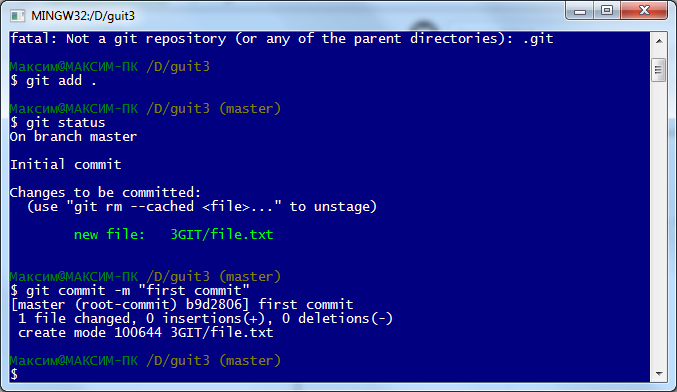 MINGW32:/D/guit3
fatal: Not a git repository (or any of the parent directories): .git
Максим@МАКСИМ-ПК /D/guit3
$ git add .
Максим@МАКСИМ-ПК /D/guit3 (master)
$ git status
On branch master
Initial commit
Changes to be committed:
(use "git rm --cached <file>..." to unstage)
new file:   3GIT/file.txt
Максим@МАКСИМ-ПК /D/guit3 (master)
$ git commit -m "first commit"
[master (root-commit) b9d2806] first commit
1 file changed, 0 insertions(+), 0 deletions(-)
create mode 100644 3GIT/file.txt
Максим@МАКСИМ-ПК /D/guit3 (master)
$